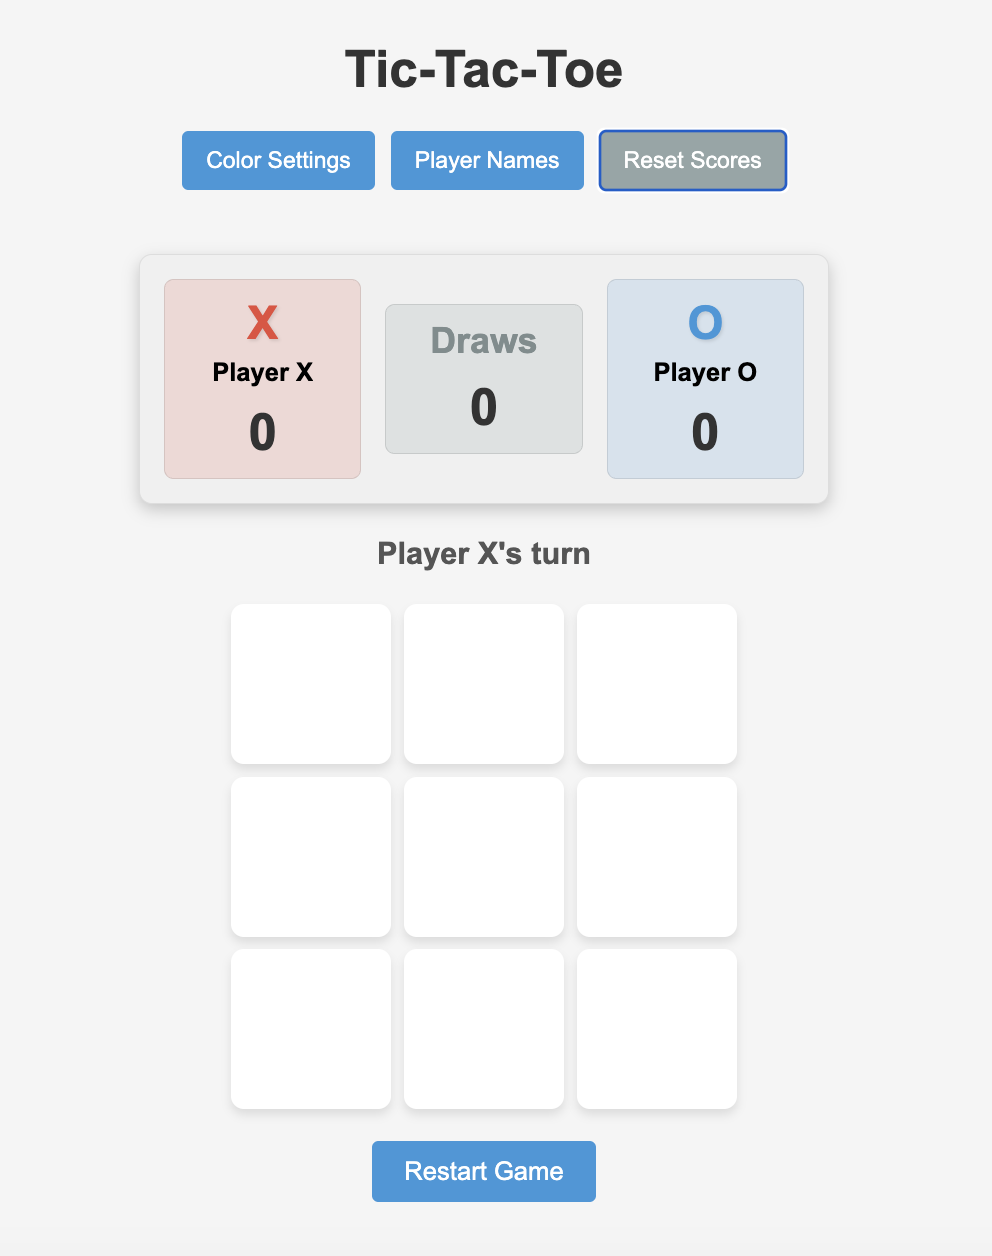 Tic-Tac-Toe
Color Settings
Player Names
Reset Scores
X
Player X
0
Draws
0
O
Player O
0
Player X's turn
Restart Game